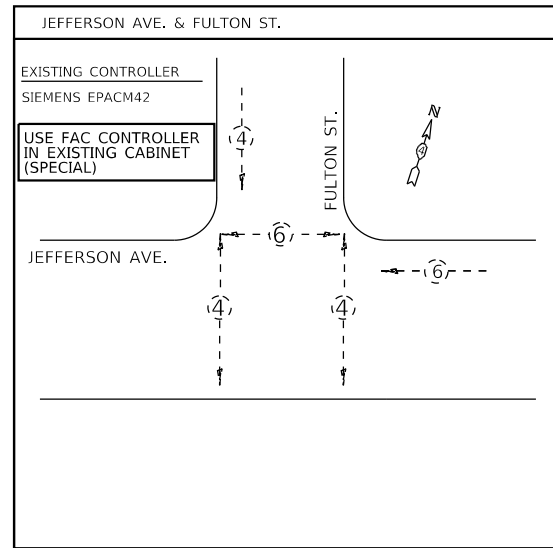 JEFFERSON AVE. & FULTON ST.
EXISTING CONTROLLER
SIEMENS EPACM42
USE FAC CONTROLLER
IN EXISTING CABINET
(SPECIAL)
4
FULTON ST.
N
4
JEFFERSON AVE.
6
6
4
4